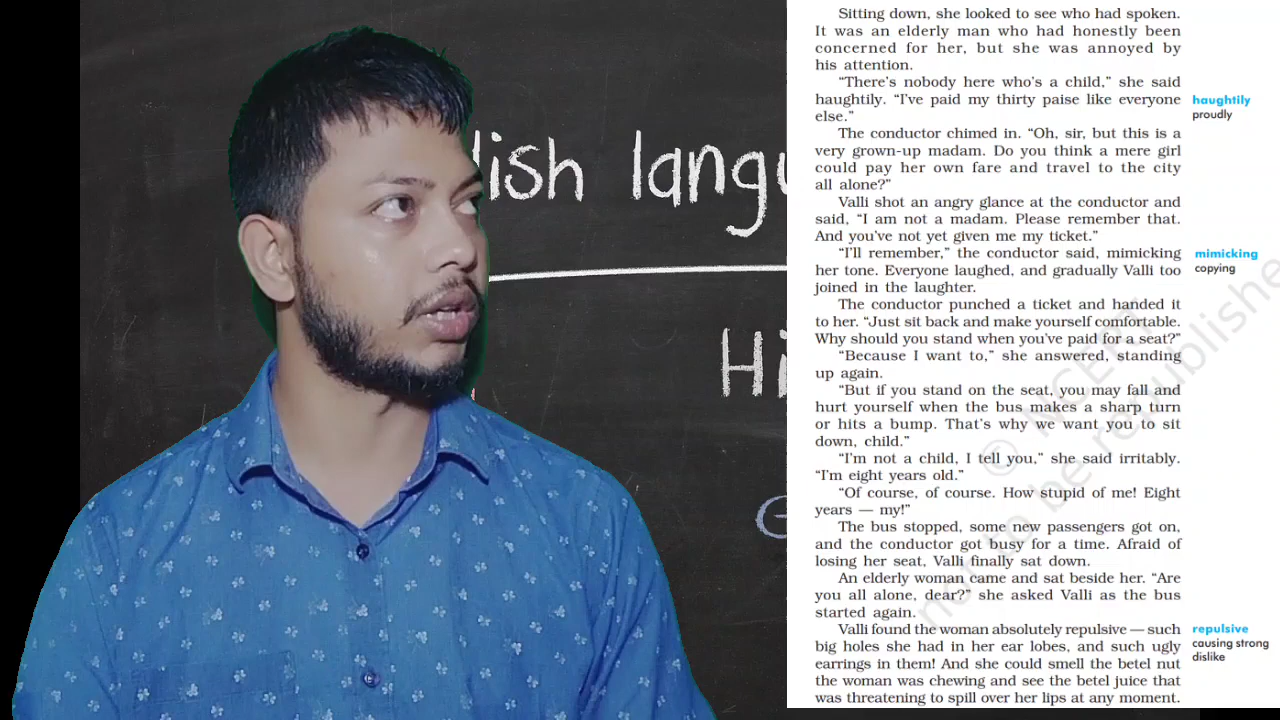 lish langu
Hi
Sitting down, she looked to see who had spoken.
It was an elderly man who had honestly been
concerned for her, but she was annoyed by
his attention.
“There’s nobody here who’s a child,” she said
haughtily. “I’ve paid my thirty paise like everyone
else.”
haughtily
proudly
The conductor chimed in. “Oh, sir, but this is a
very grown-up madam. Do you think a mere girl
could pay her own fare and travel to the city
all alone?”
Valli shot an angry glance at the conductor and
said, “I am not a madam. Please remember that.
And you’ve not yet given me my ticket.”
“I’ll remember,” the conductor said, mimicking
her tone. Everyone laughed, and gradually Valli too
joined in the laughter.
mimicking
copying
The conductor punched a ticket and handed it
to her. “Just sit back and make yourself comfortable.
Why should you stand when you’ve paid for a seat?”
“Because I want to,” she answered, standing
up again.
“But if you stand on the seat, you may fall and
hurt yourself when the bus makes a sharp turn
or hits a bump. That’s why we want you to sit
down, child.”
“I’m not a child, I tell you,” she said irritably.
“I’m eight years old.”
“Of course, of course. How stupid of me! Eight
years — my!”
The bus stopped, some new passengers got on,
and the conductor got busy for a time. Afraid of
losing her seat, Valli finally sat down.
An elderly woman came and sat beside her. “Are
you all alone, dear?” she asked Valli as the bus
started again.
Valli found the woman absolutely repulsive — such
big holes she had in her ear lobes, and such ugly
earrings in them! And she could smell the betel nut
the woman was chewing and see the betel juice that
was threatening to spill over her lips at any moment.
repulsive
causing strong
dislike
© NCERT
not to be republishe